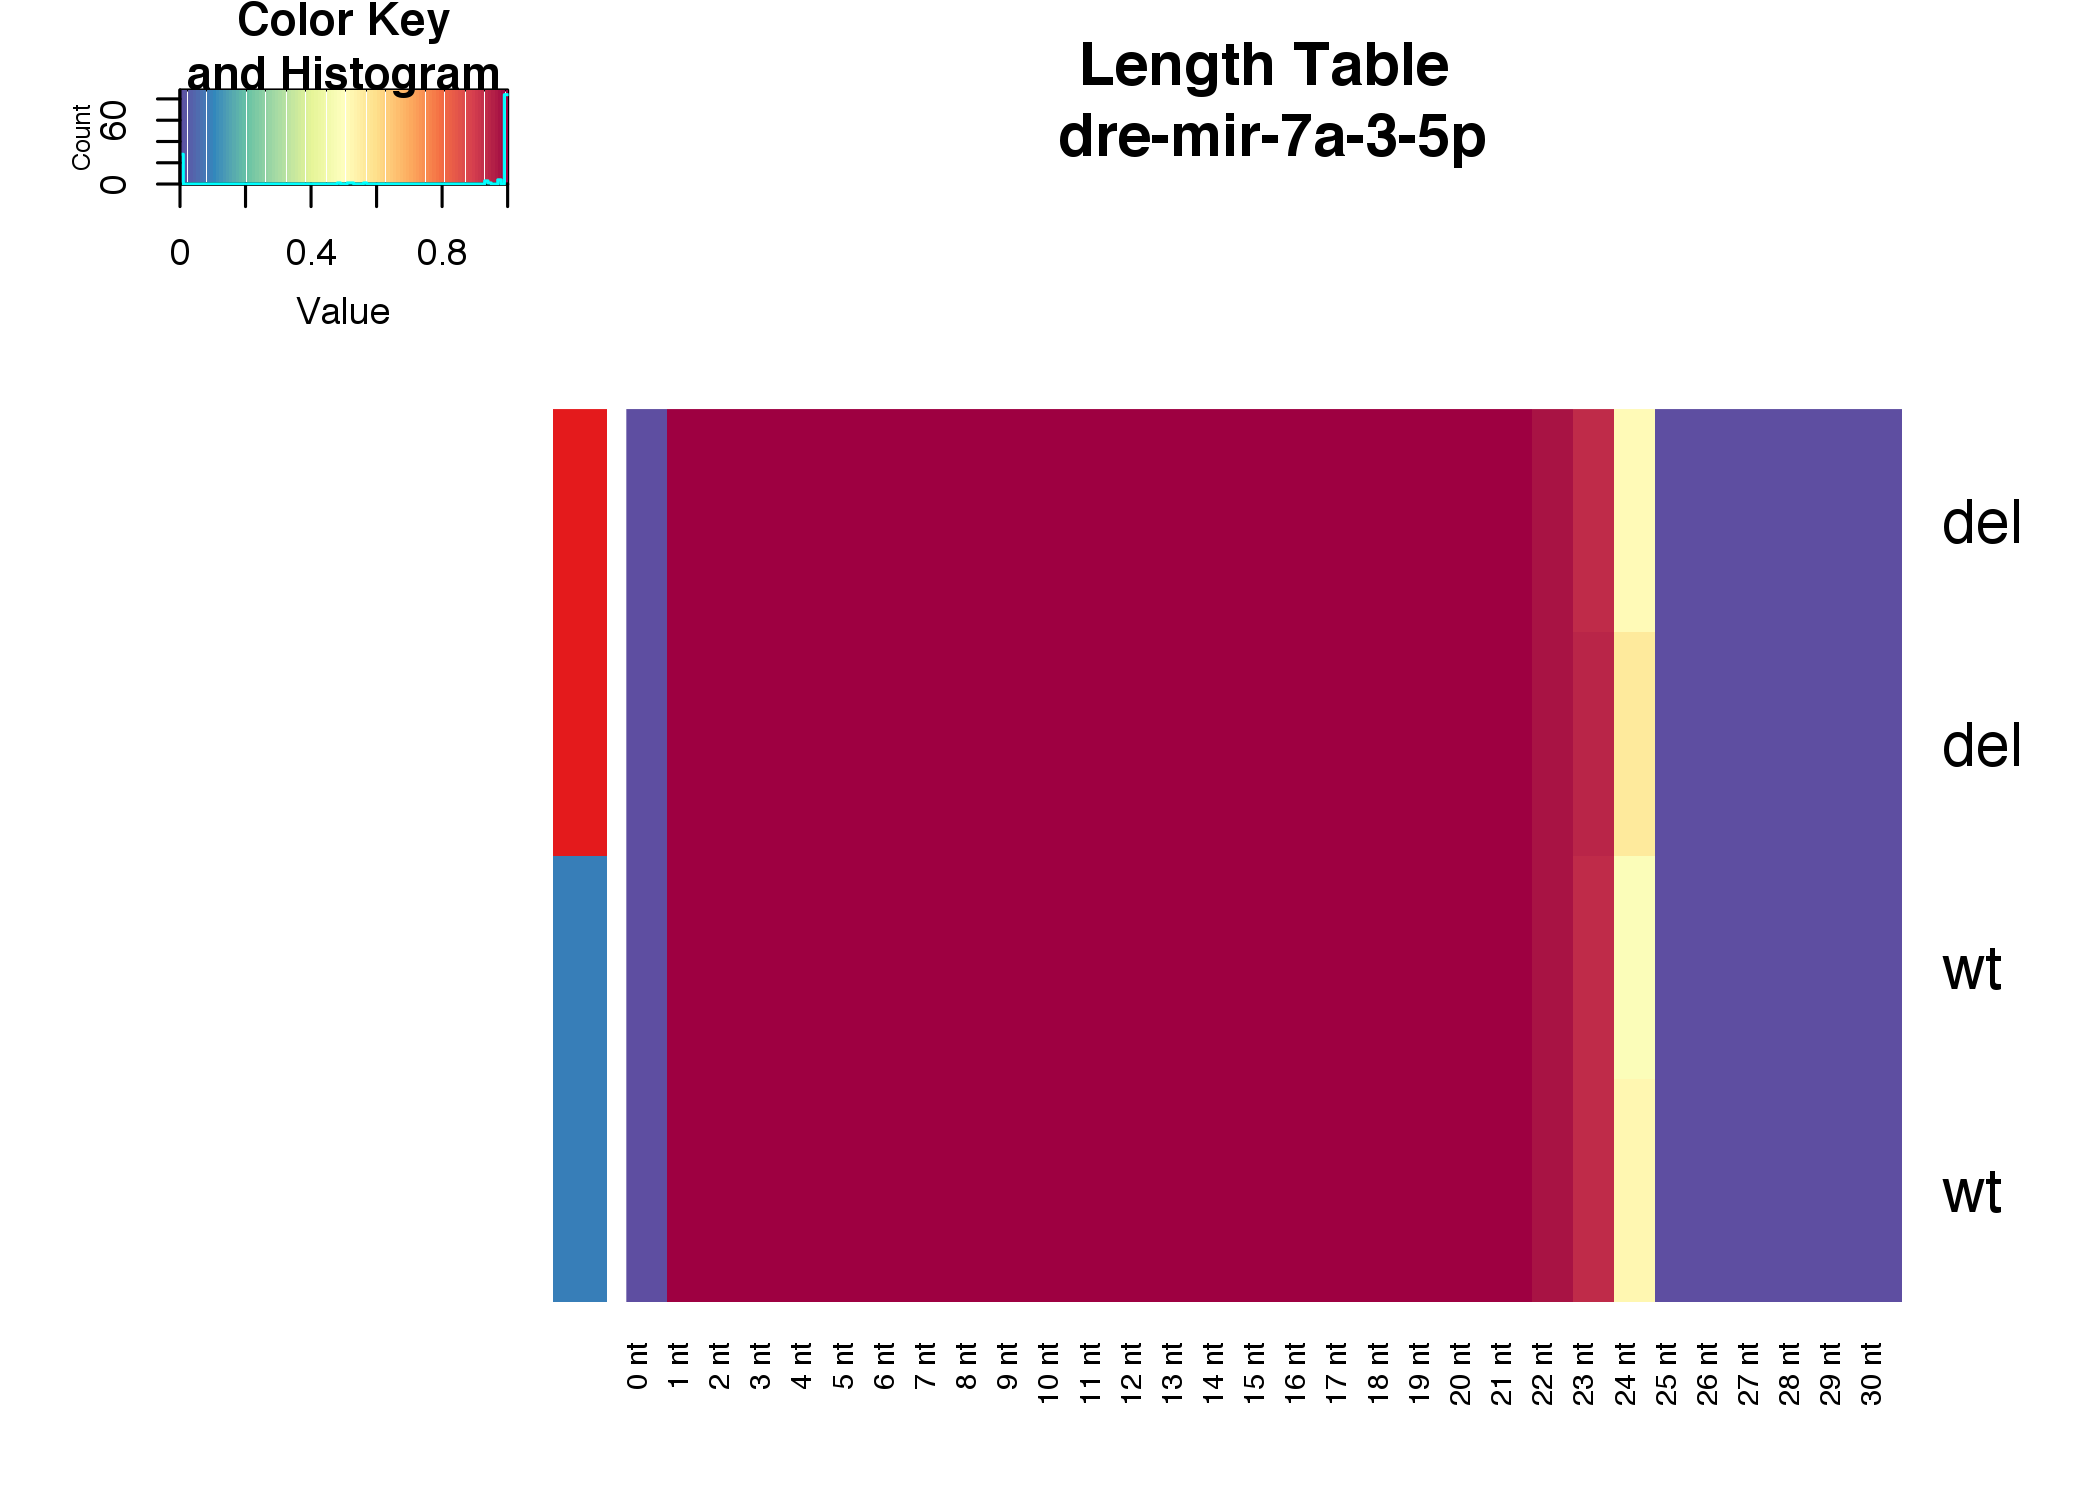 Color Key
and Histogram
Count
0
60
0
0.4
0.8
Value
Length Table
dre-mir-7a-3-5p
del
del
wt
wt
0 nt
1 nt
2 nt
3 nt
4 nt
5 nt
6 nt
7 nt
8 nt
9 nt
10 nt
11 nt
12 nt
13 nt
14 nt
15 nt
16 nt
17 nt
18 nt
19 nt
20 nt
21 nt
22 nt
23 nt
24 nt
25 nt
26 nt
27 nt
28 nt
29 nt
30 nt